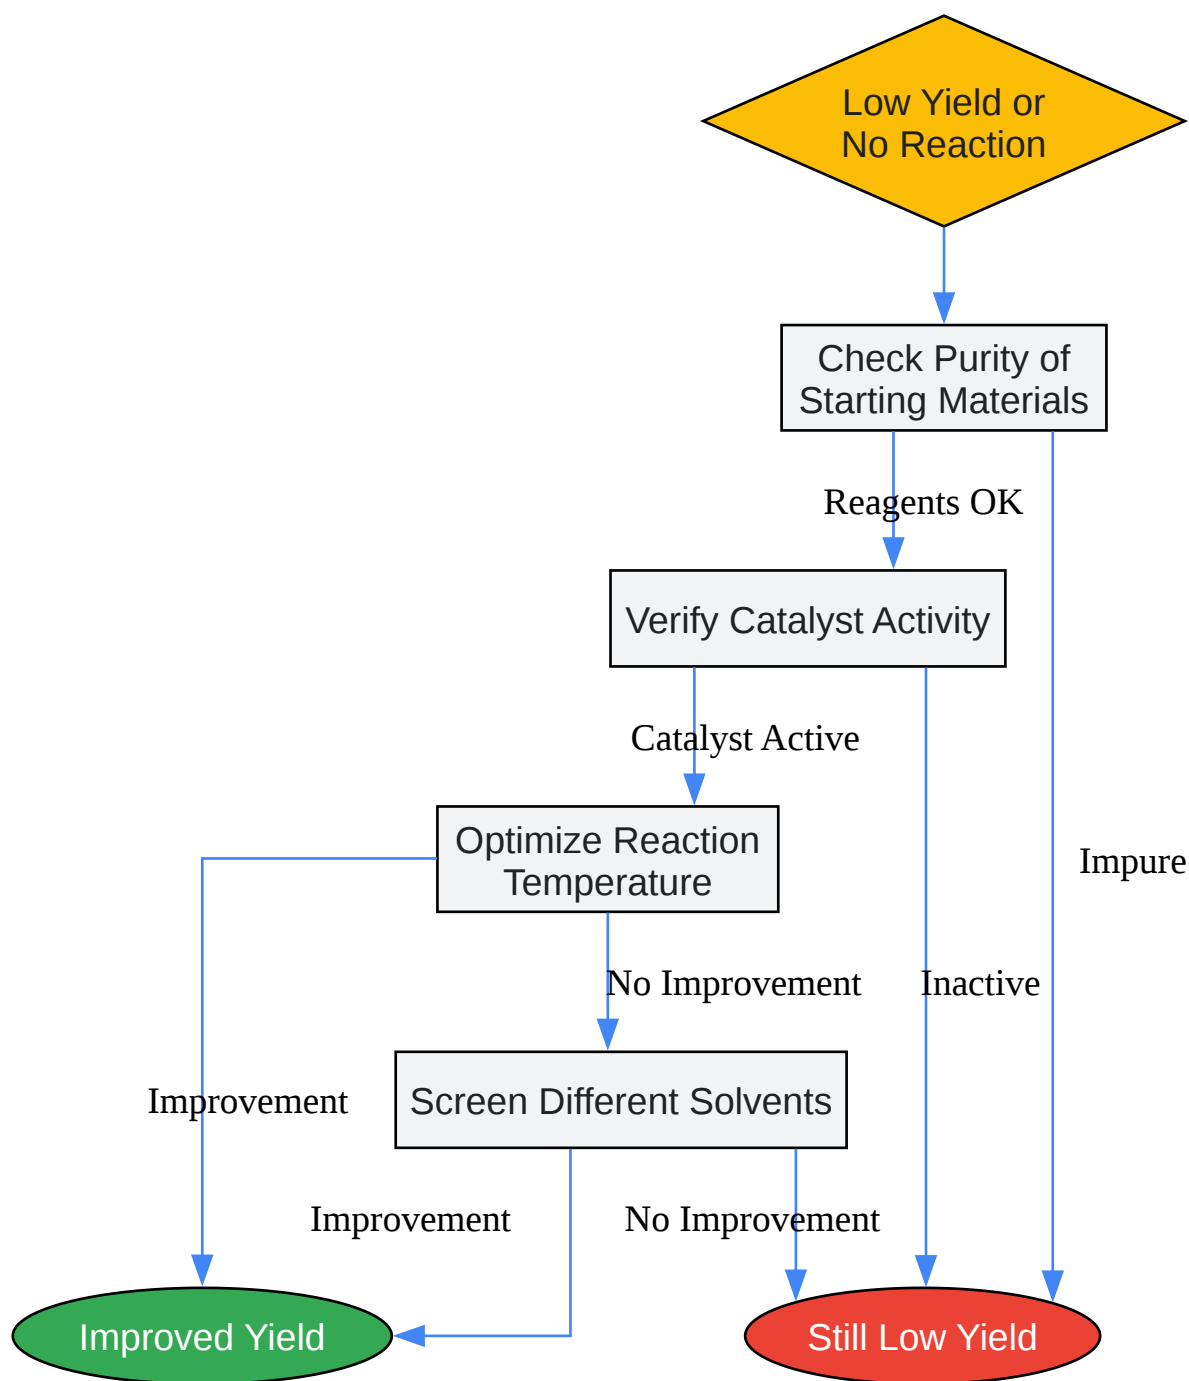 Low Yield or
No Reaction
Check Purity of
Starting Materials
Reagents OK
Verify Catalyst Activity
Catalyst Active
Optimize Reaction
Temperature
Impure
No Improvement
Inactive
Improvement
Screen Different Solvents
Improvement
No Improvement
Improved Yield
Still Low Yield